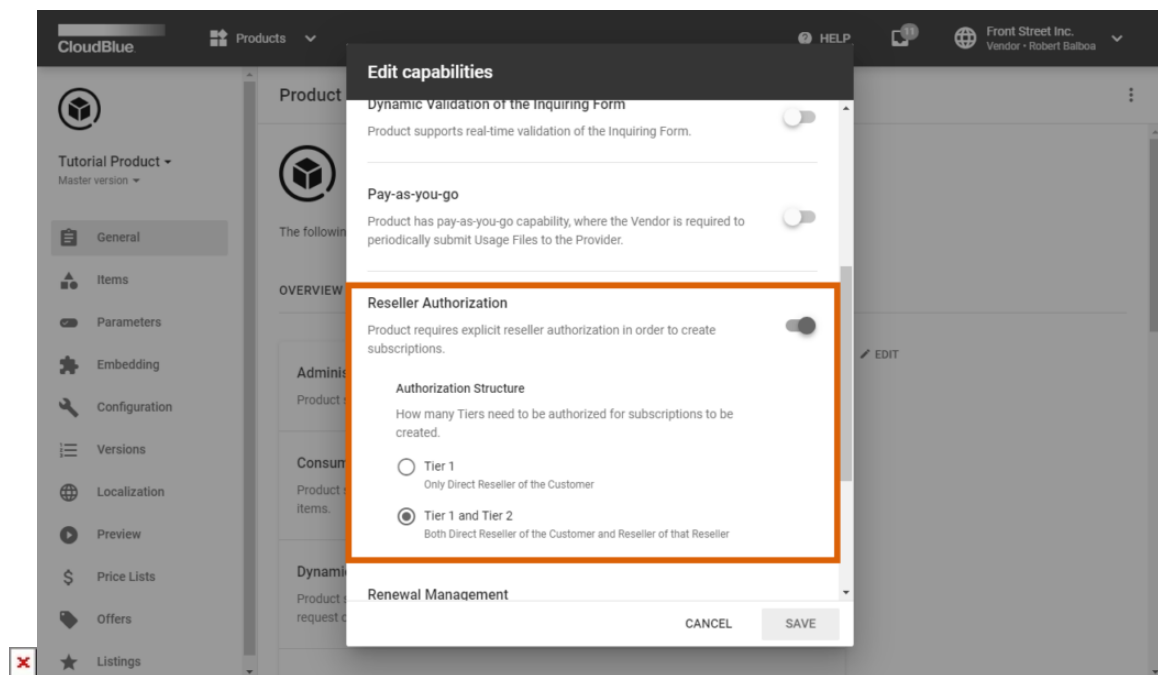 CloudBlue
Products
HELP
11
Front Street Inc.
Vendor • Robert Balboa
Tutorial Product
Master version
General
Items
Parameters
Embedding
Configuration
Versions
Localization
Preview
Price Lists
Offers
Listings
Product
The followin
OVERVIEW
Adminis
Product s
Consum
Product s
items.
Dynami
Product s
request c
EDIT
Edit capabilities
Dynamic Validation of the Inquiring Form
Product supports real-time validation of the Inquiring Form.
Pay-as-you-go
Product has pay-as-you-go capability, where the Vendor is required to
periodically submit Usage Files to the Provider.
Reseller Authorization
Product requires explicit reseller authorization in order to create
subscriptions.
Authorization Structure
How many Tiers need to be authorized for subscriptions to be
created.
Tier 1
Only Direct Reseller of the Customer
Tier 1 and Tier 2
Both Direct Reseller of the Customer and Reseller of that Reseller
Renewal Management
CANCEL
SAVE